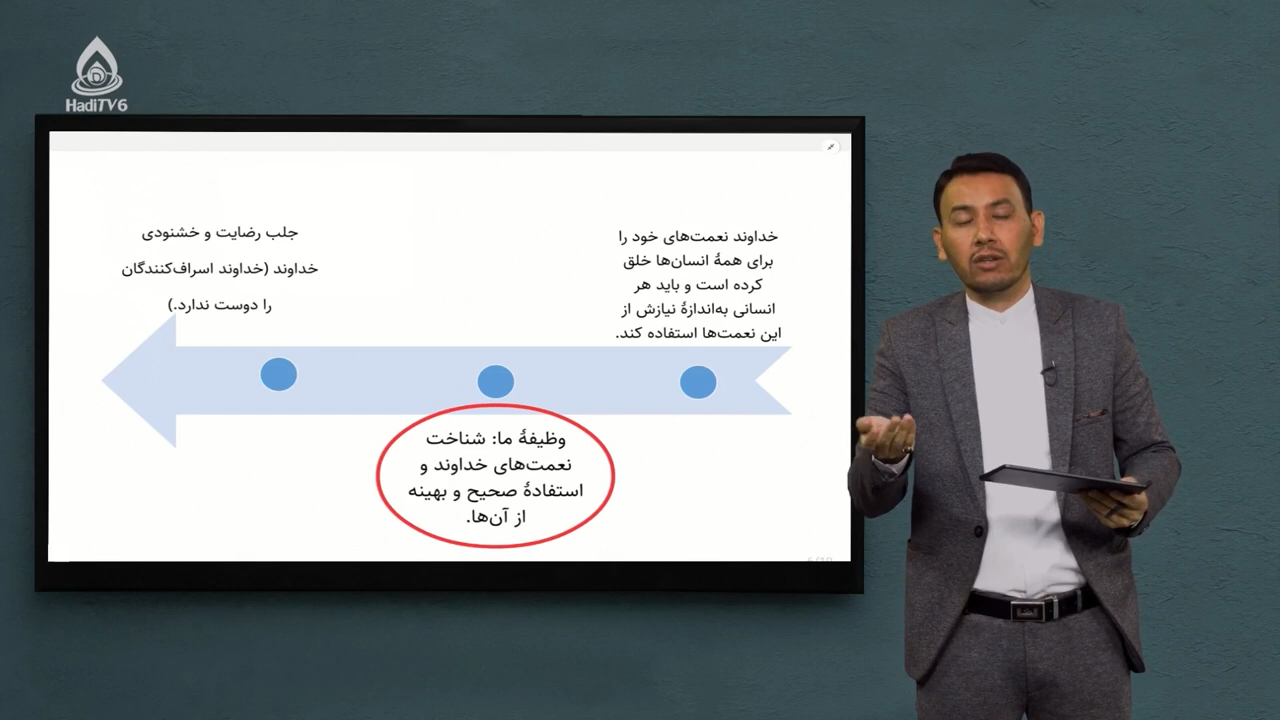 HadiTV6
خداوند نعمت‌های خود را
برای همهٔ انسان‌ها خلق
کرده است و باید هر
انسانی به‌اندازهٔ نیازش از
این نعمت‌ها استفاده کند.
وظیفهٔ ما: شناخت
نعمت‌های خداوند و
استفادهٔ صحیح و بهینه
از آن‌ها.
جلب رضایت و خشنودی
خداوند (خداوند اسراف‌کنندگان
را دوست ندارد.)